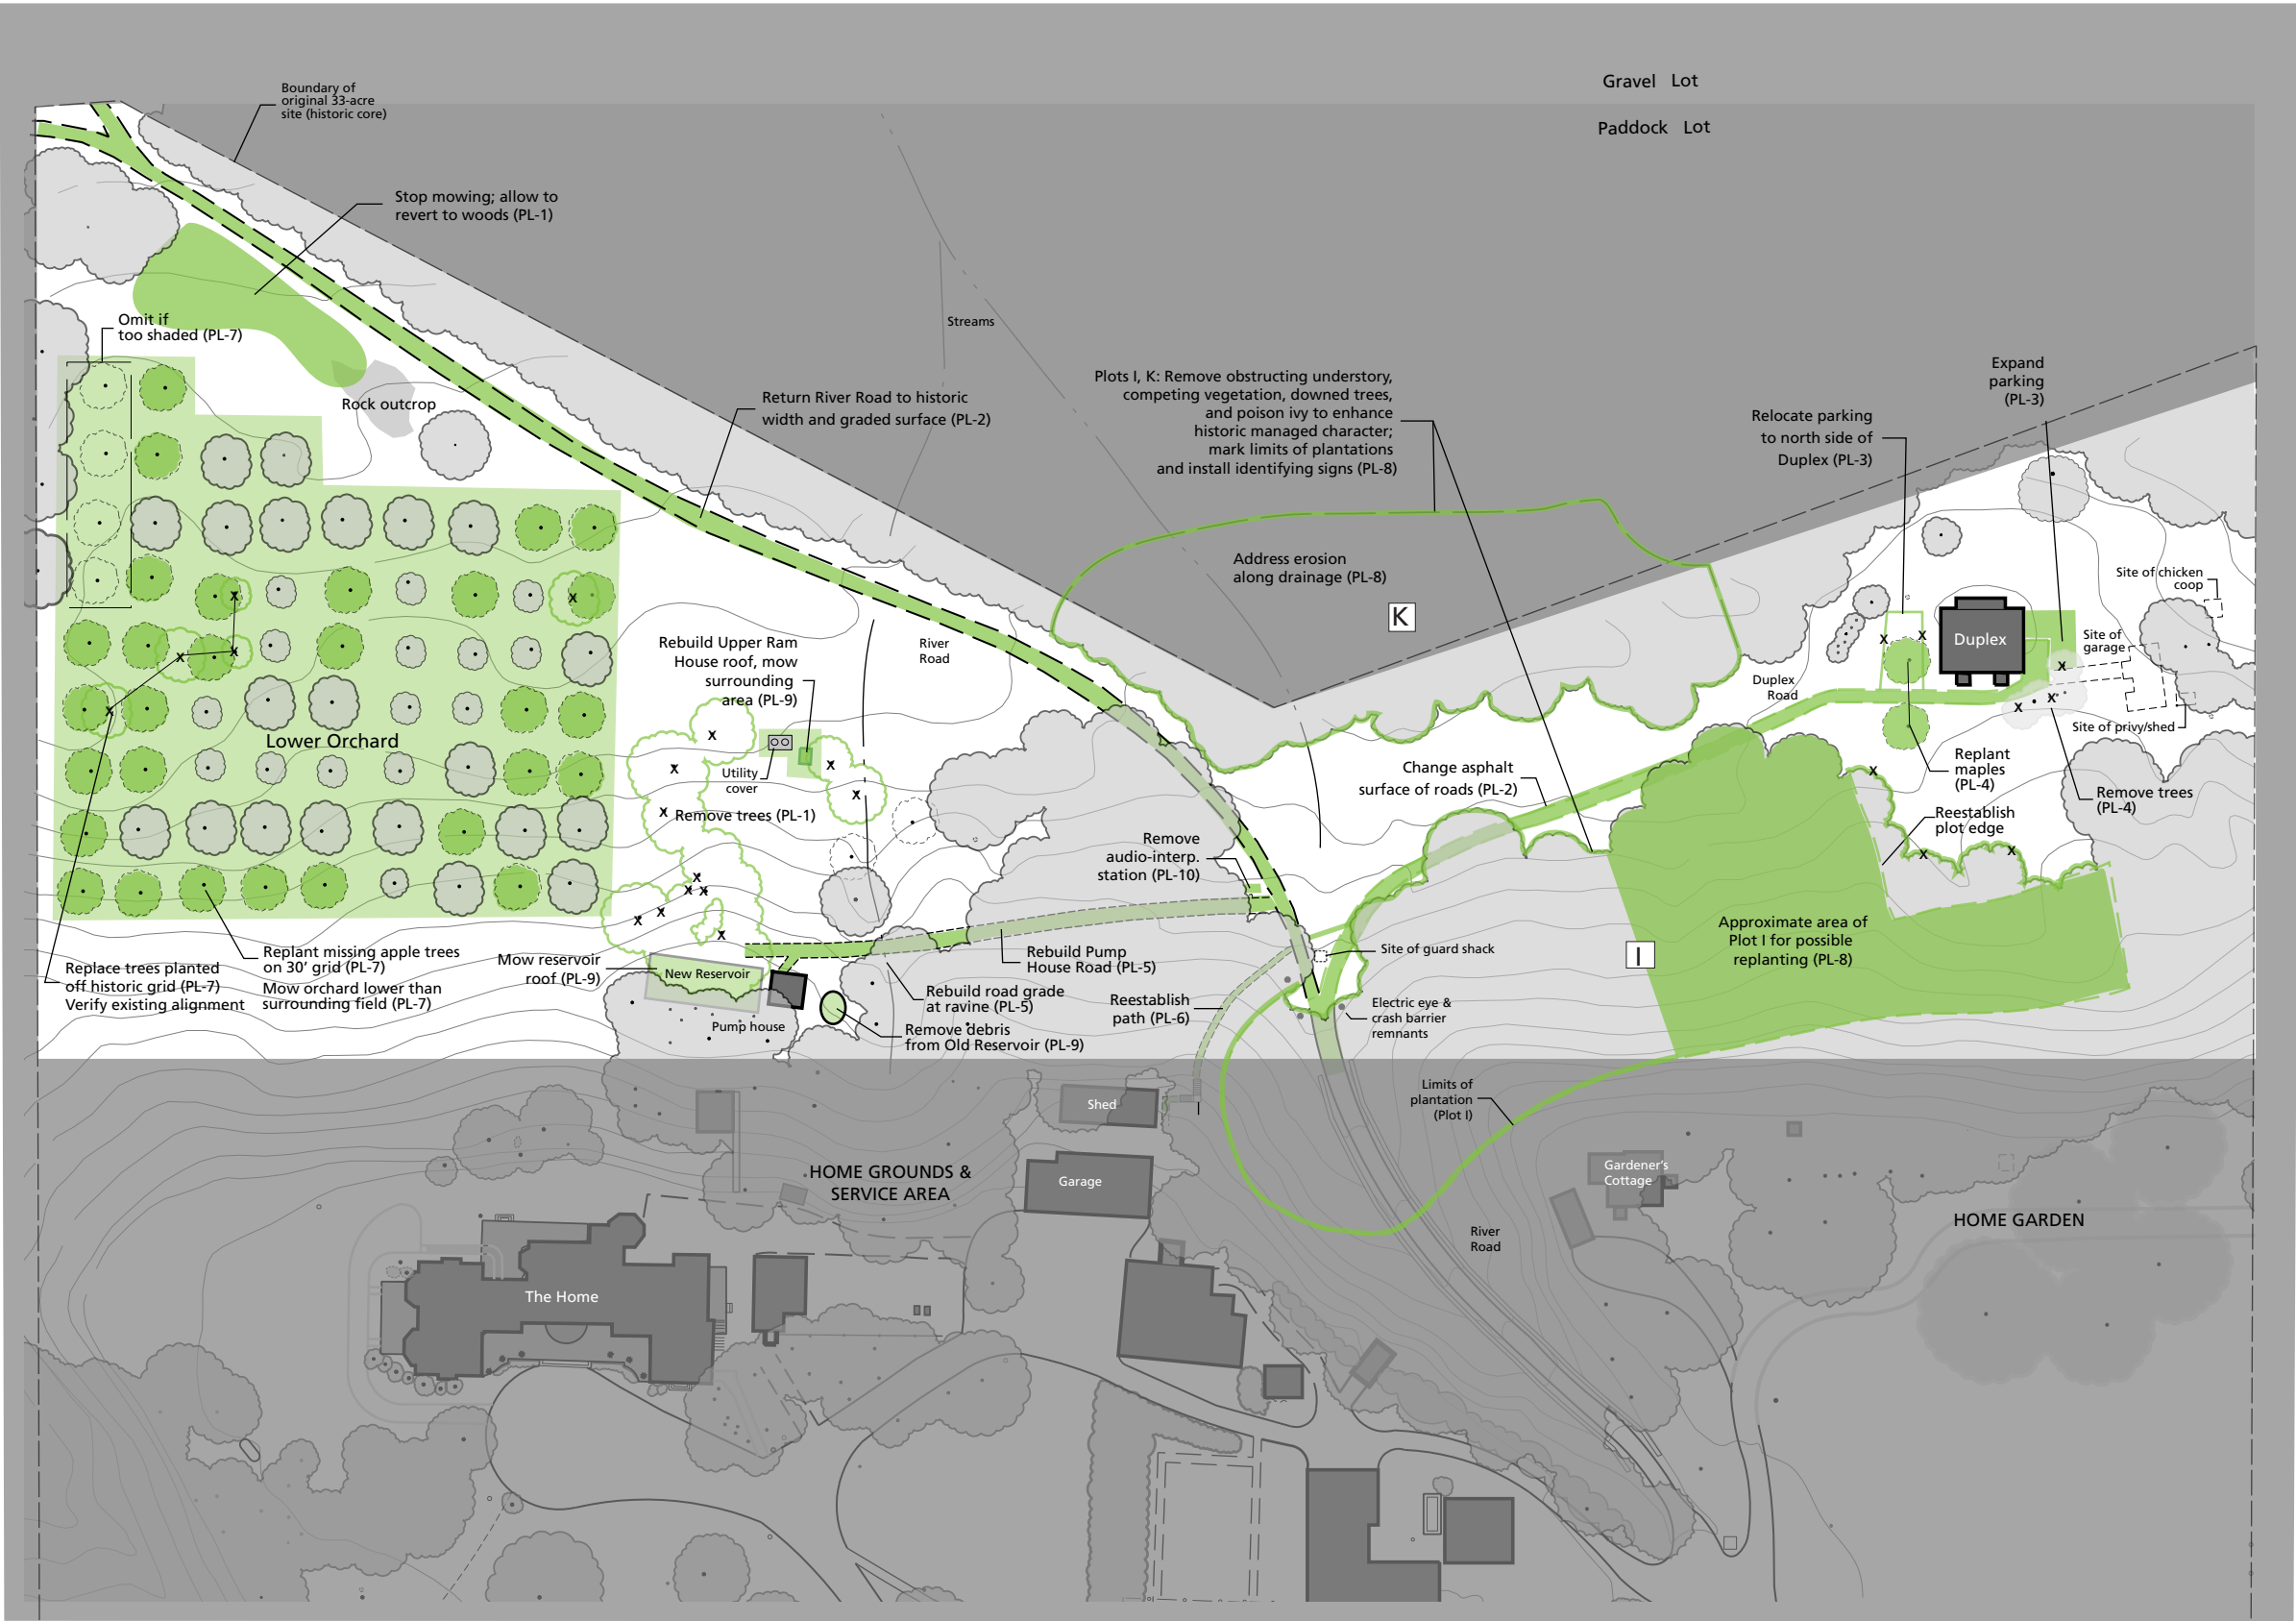 Gravel Lot
Paddock Lot
Boundary of
original 33-acre
site (historic core)
Stop mowing; allow to
revert to woods (PL-1)
Omit if
too shaded (PL-7)
Rock outcrop
Streams
Return River Road to historic
width and graded surface (PL-2)
Plots I, K: Remove obstructing understory,
competing vegetation, downed trees,
and poison ivy to enhance
historic managed character;
mark limits of plantations
and install identifying signs (PL-8)
Expand
parking
(PL-3)
Relocate parking
to north side of
Duplex (PL-3)
Address erosion
along drainage (PL-8)
K
Site of chicken
coop
Duplex
Site of
garage
Duplex
Road
Site of privy/shed
River
Road
Rebuild Upper Ram
House roof, mow
surrounding
area (PL-9)
Lower Orchard
Utility
cover
Remove trees (PL-1)
Change asphalt
surface of roads (PL-2)
Replant
maples
(PL-4)
Remove trees
(PL-4)
Reestablish
plot edge
Remove
audio-interp.
station (PL-10)
Replant missing apple trees
on 30' grid (PL-7)
Mow orchard lower than
surrounding field (PL-7)
Replace trees planted
off historic grid (PL-7)
Verify existing alignment
Mow reservoir
roof (PL-9)
New Reservoir
Pump house
Rebuild Pump
House Road (PL-5)
Rebuild road grade
at ravine (PL-5)
Remove debris
from Old Reservoir (PL-9)
Reestablish
path (PL-6)
Site of guard shack
Electric eye &
crash barrier
remnants
I
Approximate area of
Plot I for possible
replanting (PL-8)
Limits of
plantation
(Plot I)
Shed
Garage
HOME GROUNDS &
SERVICE AREA
Gardener's
Cottage
HOME GARDEN
River
Road
The Home